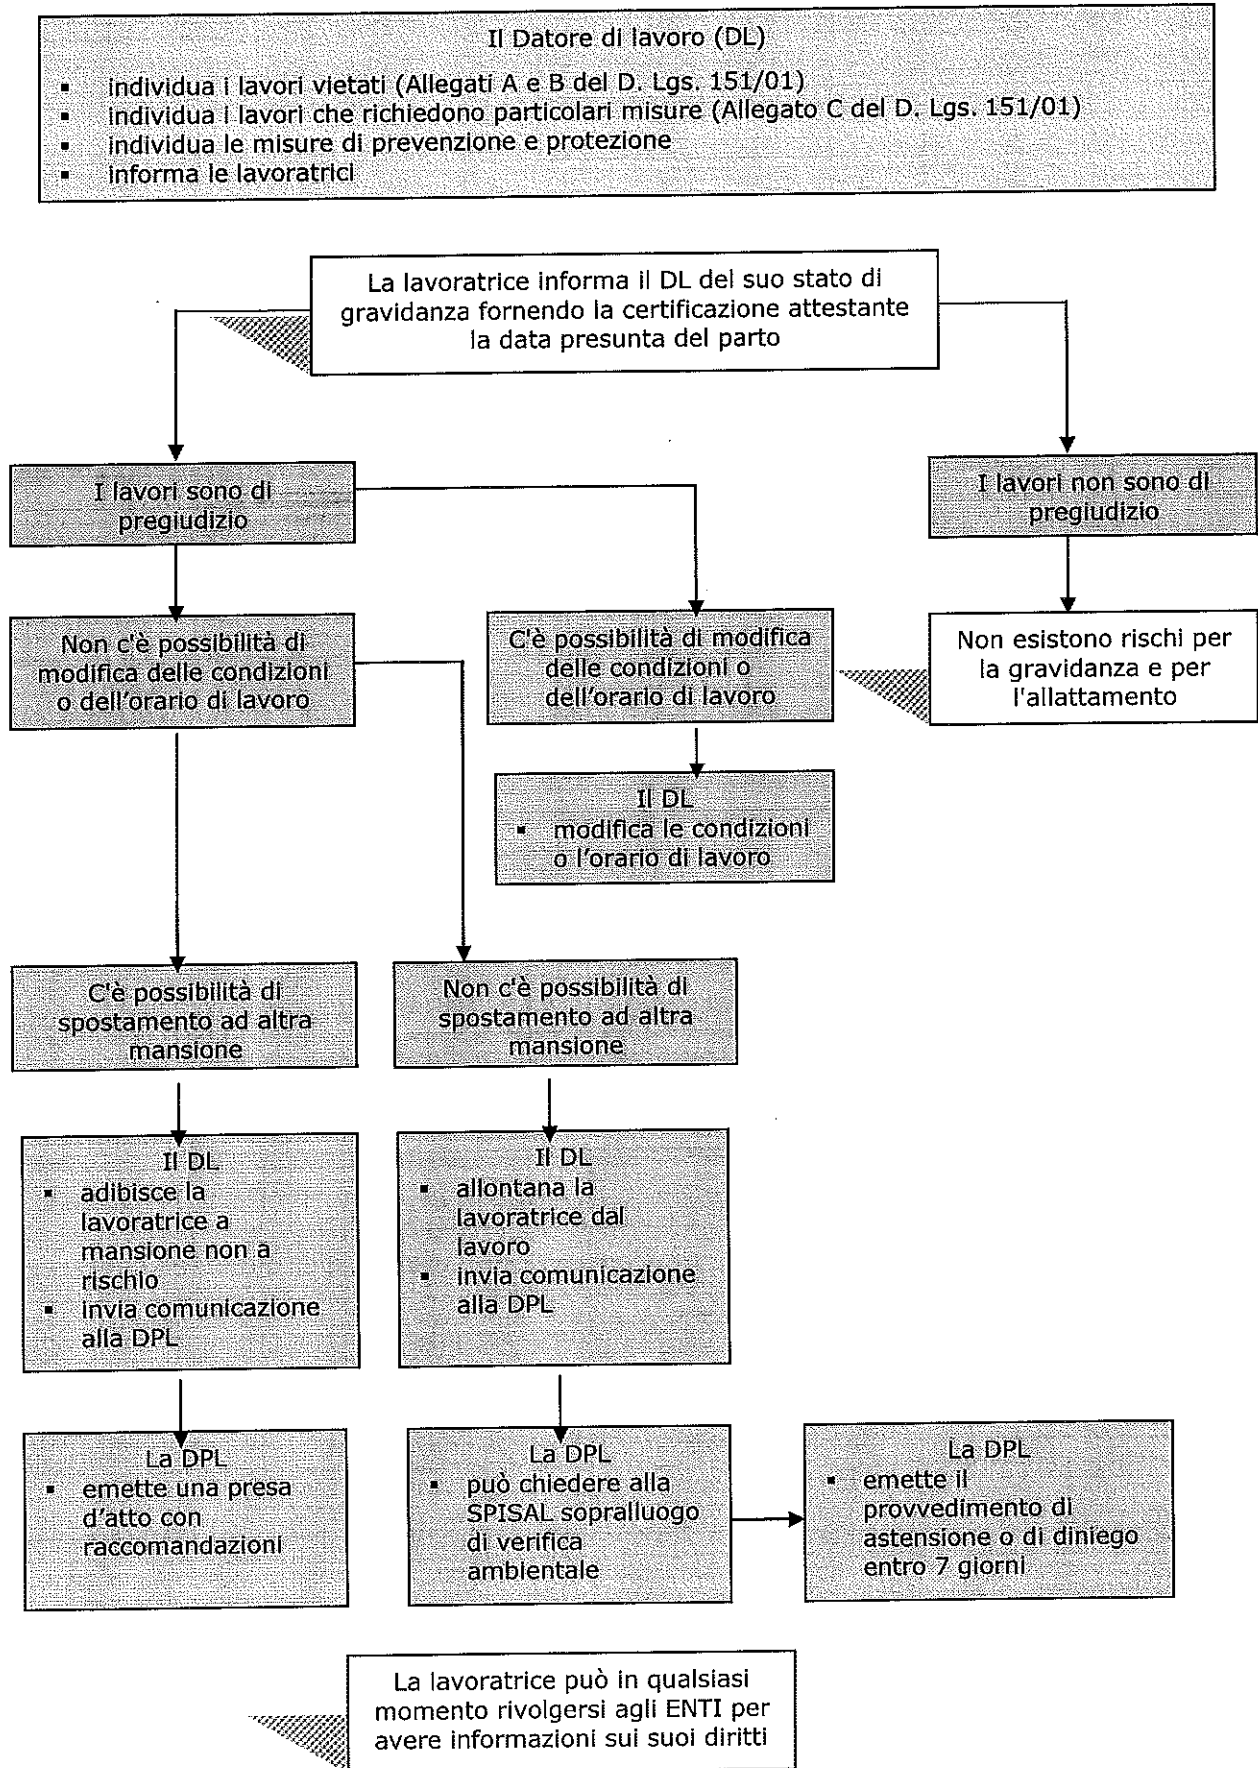 Il Datore di lavoro (DL)
▪ individua i lavori vietati (Allegati A e B del D. Lgs. 151/01)
▪ individua i lavori che richiedono particolari misure (Allegato C del D. Lgs. 151/01)
▪ individua le misure di prevenzione e protezione
▪ informa le lavoratrici
La lavoratrice informa il DL del suo stato di
gravidanza fornendo la certificazione attestante
la data presunta del parto
I lavori sono di
pregiudizio
I lavori non sono di
pregiudizio
Non c'è possibilità di
modifica delle condizioni
o dell'orario di lavoro
C'è possibilità di modifica
delle condizioni o
dell'orario di lavoro
Non esistono rischi per
la gravidanza e per
l'allattamento
Il DL
▪ modifica le condizioni
o l'orario di lavoro
C'è possibilità di
spostamento ad altra
mansione
Non c'è possibilità di
spostamento ad altra
mansione
Il DL
▪ adibisce la
lavoratrice a
mansione non a
rischio
▪ invia comunicazione
alla DPL
Il DL
▪ allontana la
lavoratrice dal
lavoro
▪ invia comunicazione
alla DPL
La DPL
▪ emette una presa
d'atto con
raccomandazioni
La DPL
▪ può chiedere alla
SPISAL sopralluogo
di verifica
ambientale
La DPL
▪ emette il
provvedimento di
astensione o di diniego
entro 7 giorni
La lavoratrice può in qualsiasi
momento rivolgersi agli ENTI per
avere informazioni sui suoi diritti